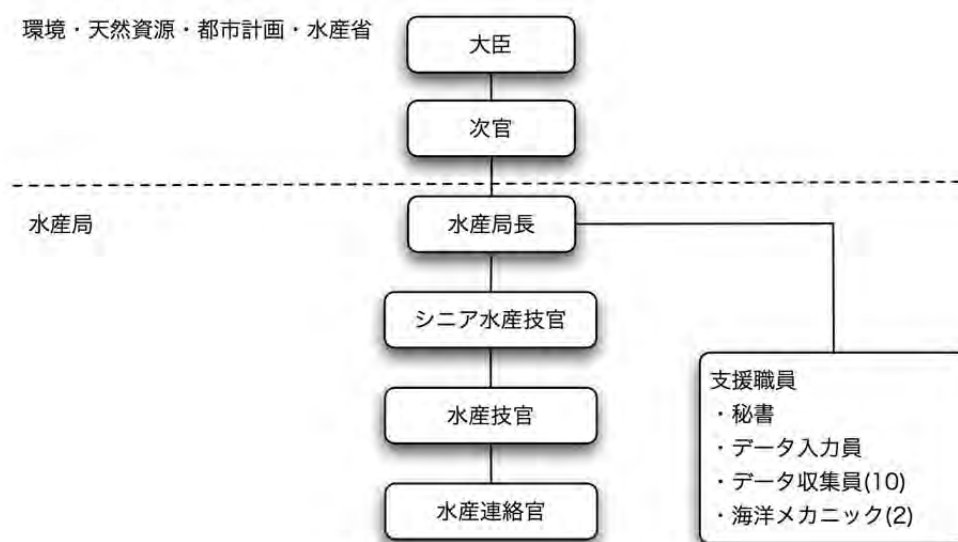 環境・天然資源・都市計画・水産省
大臣
次官
水産局
水産局長
シニア水産技官
水産技官
水産連絡官
支援職員
・秘書
・データ入力員
・データ収集員(10)
・海洋メカニック(2)